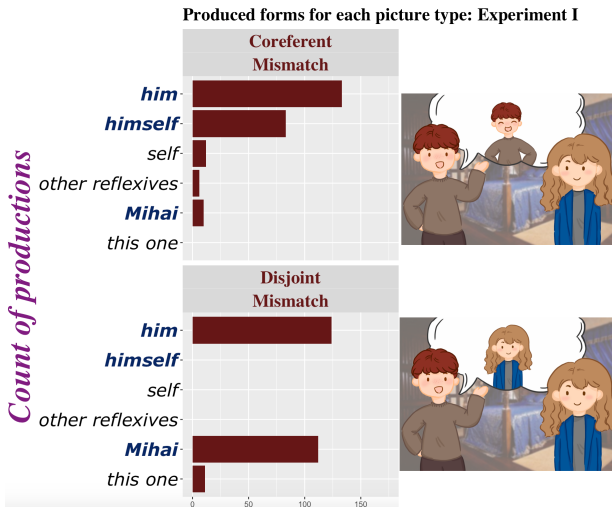 Produced forms for each picture type: Experiment I
Coreferent
Mismatch
him
himself
self
other reflexives
Mihai
this one
Disjoint
Mismatch
him
himself
self
other reflexives
Mihai
this one
0 50 100 150
Count of productions